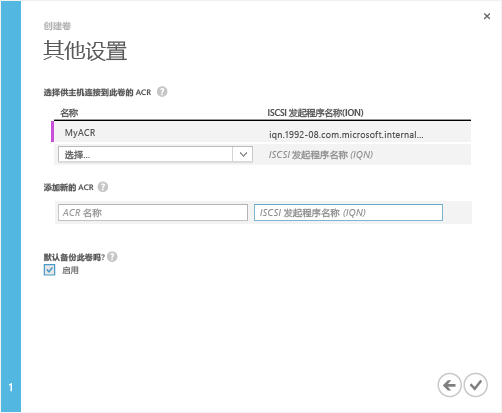 创建卷
其他设置
选择供主机连接到此卷的 ACR ?
名称 ISCSI 发起程序名称(ION)
MyACR iqn.1992-08.com.microsoft.internal...
选择... ISCSI 发起程序名称 (IQN)
添加新的 ACR ?
ACR 名称 ISCSI 发起程序名称 (IQN)
默认备份此卷吗? ?
启用
1